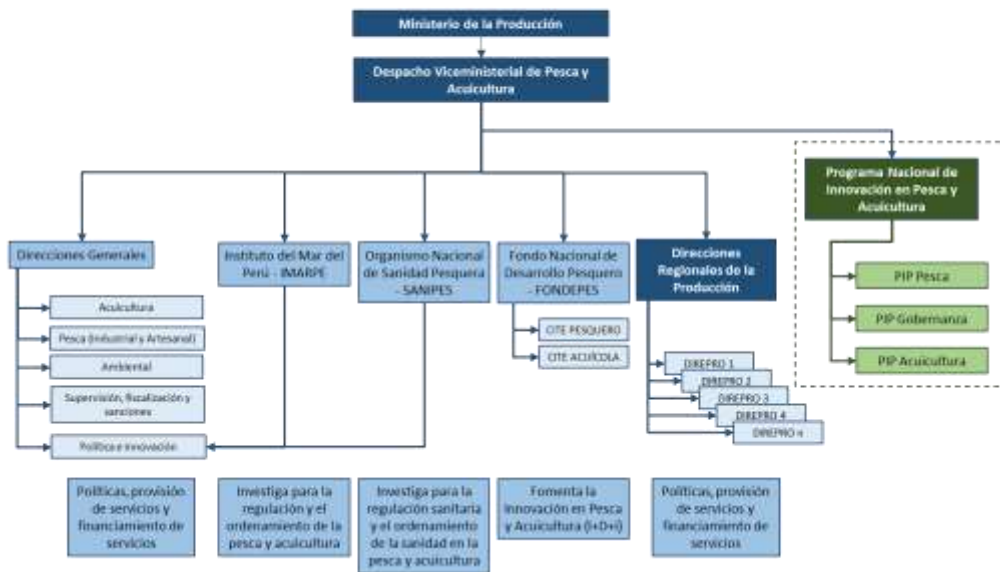 Ministerio de la Producción
Despacho Viceministerial de Pesca y
Acuicultura
Programa Nacional de
Innovación en Pesca y
Acuicultura
PIP Pesca
PIP Gobernanza
PIP Acuicultura
Direcciones Generales
Acuicultura
Pesca (Industrial y Artesanal)
Ambiental
Supervisión, fiscalización y
sanciones
Política e Innovación
Instituto del Mar del
Perú - IMARPE
Organismo Nacional
de Sanidad Pesquera
- SANIPES
Fondo Nacional de
Desarrollo Pesquero
- FONDEPES
CITE PESQUERO
CITE ACUÍCOLA
Direcciones
Regionales de la
Producción
DIREPRO 1
DIREPRO 2
DIREPRO 3
DIREPRO 4
DIREPRO n
Políticas, provisión
de servicios y
financiamiento de
servicios
Investiga para la
regulación y el
ordenamiento de la
pesca y acuicultura
Investiga para la
regulación sanitaria
y el ordenamiento
de la sanidad en la
pesca y acuicultura
Fomenta la
Innovación en Pesca
y Acuicultura (I+D+i)
Políticas, provisión
de servicios y
financiamiento de
servicios